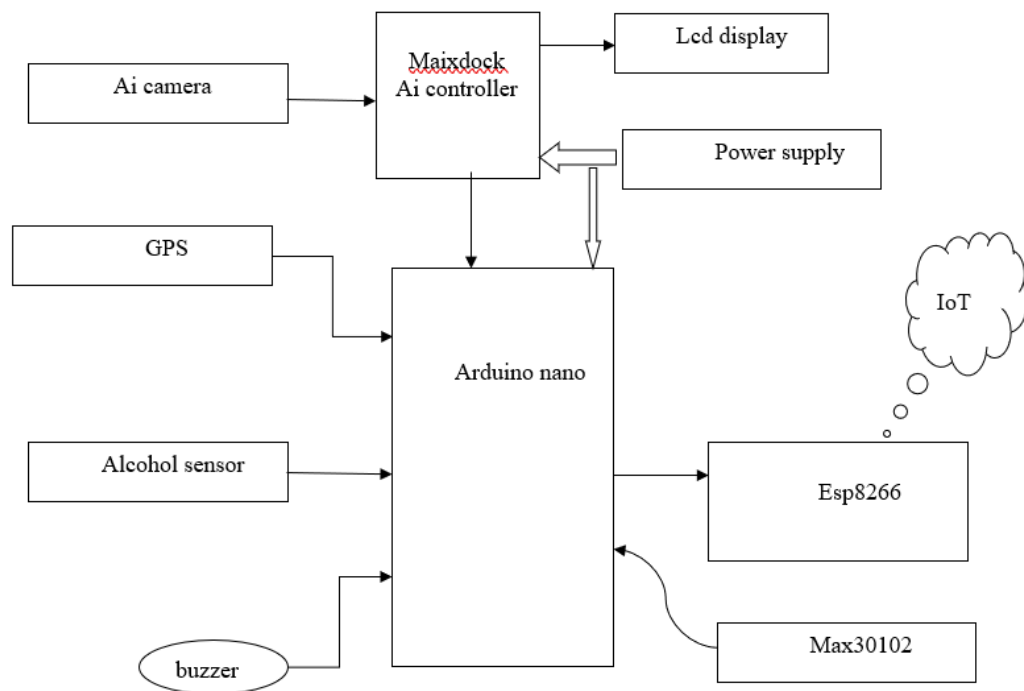 Lcd display
Maixdock
Ai controller
Ai camera
Power supply
GPS
IoT
Arduino nano
Alcohol sensor
Esp8266
Max30102
buzzer